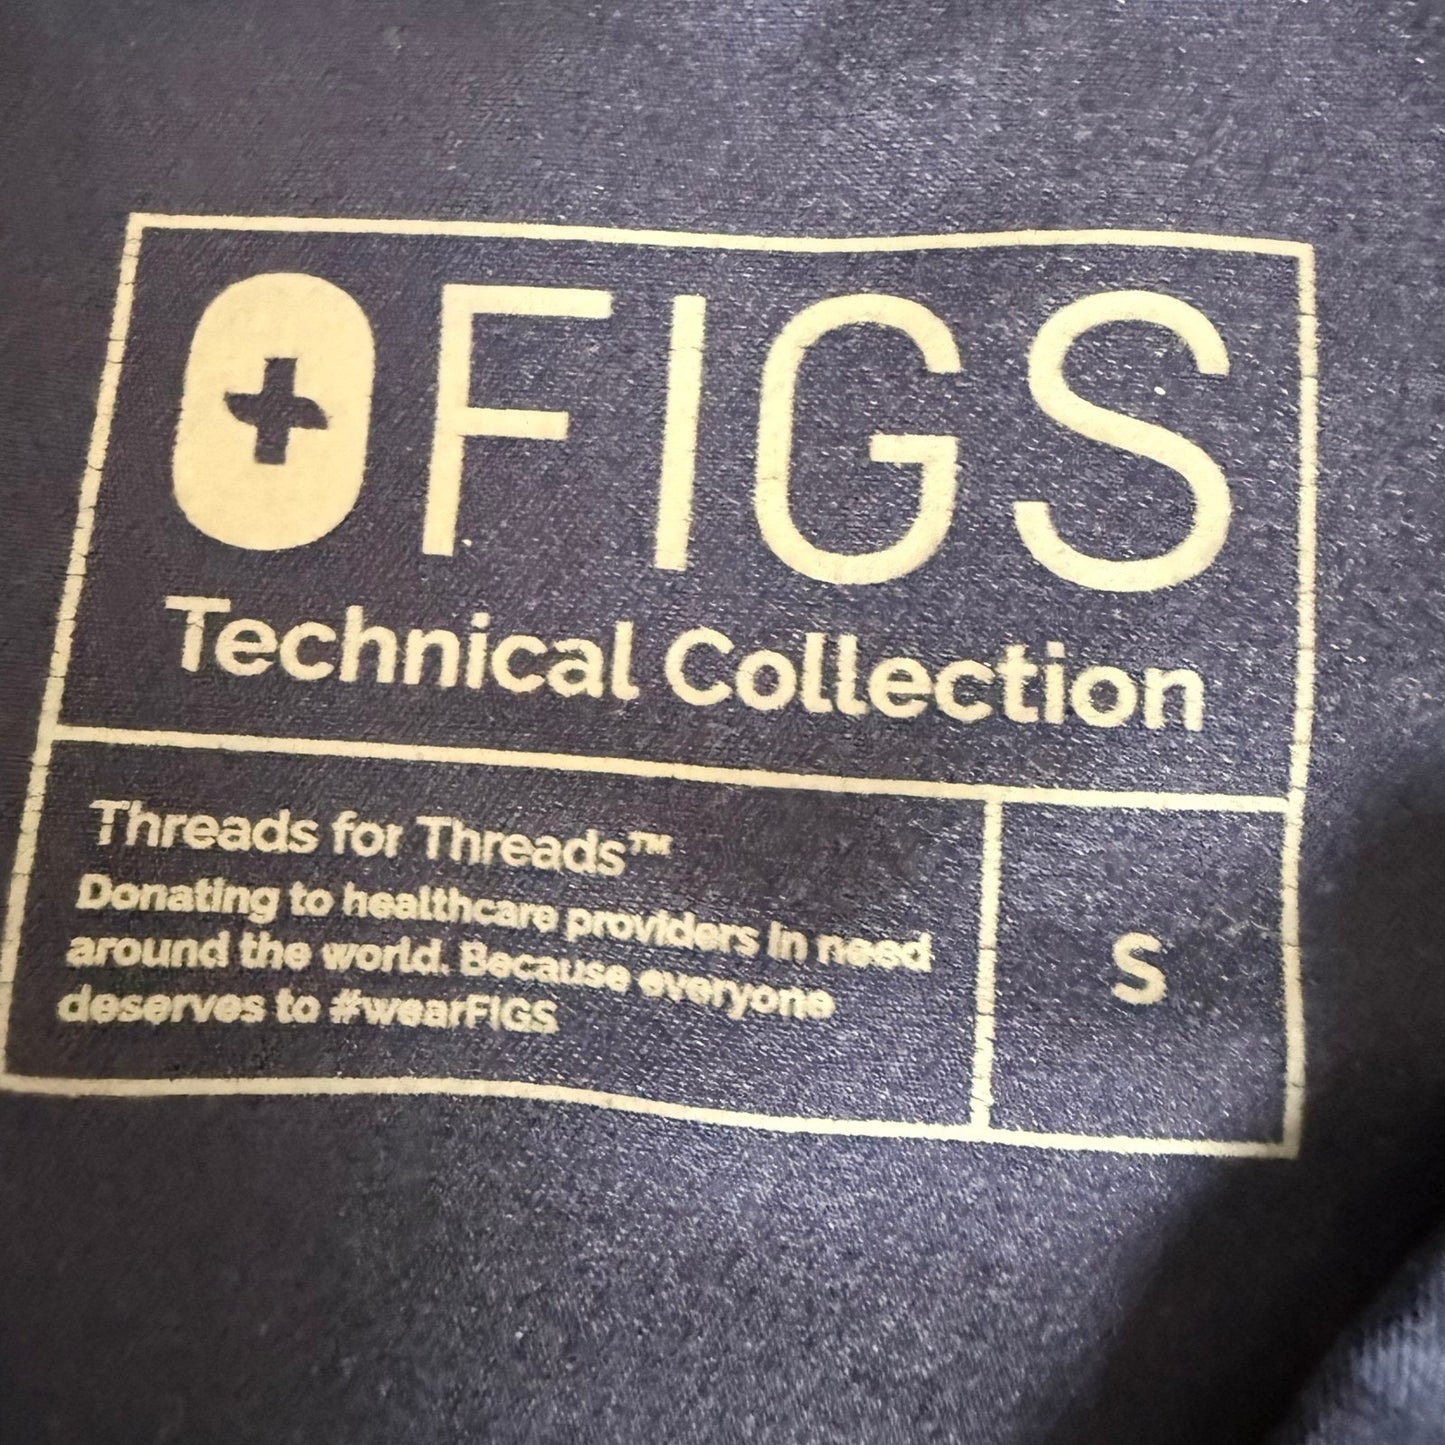 FIGS
Technical Collection
Threads for Threads™
Donating to healthcare providers in need
around the world. Because everyone
deserves to #wearFIGS
S